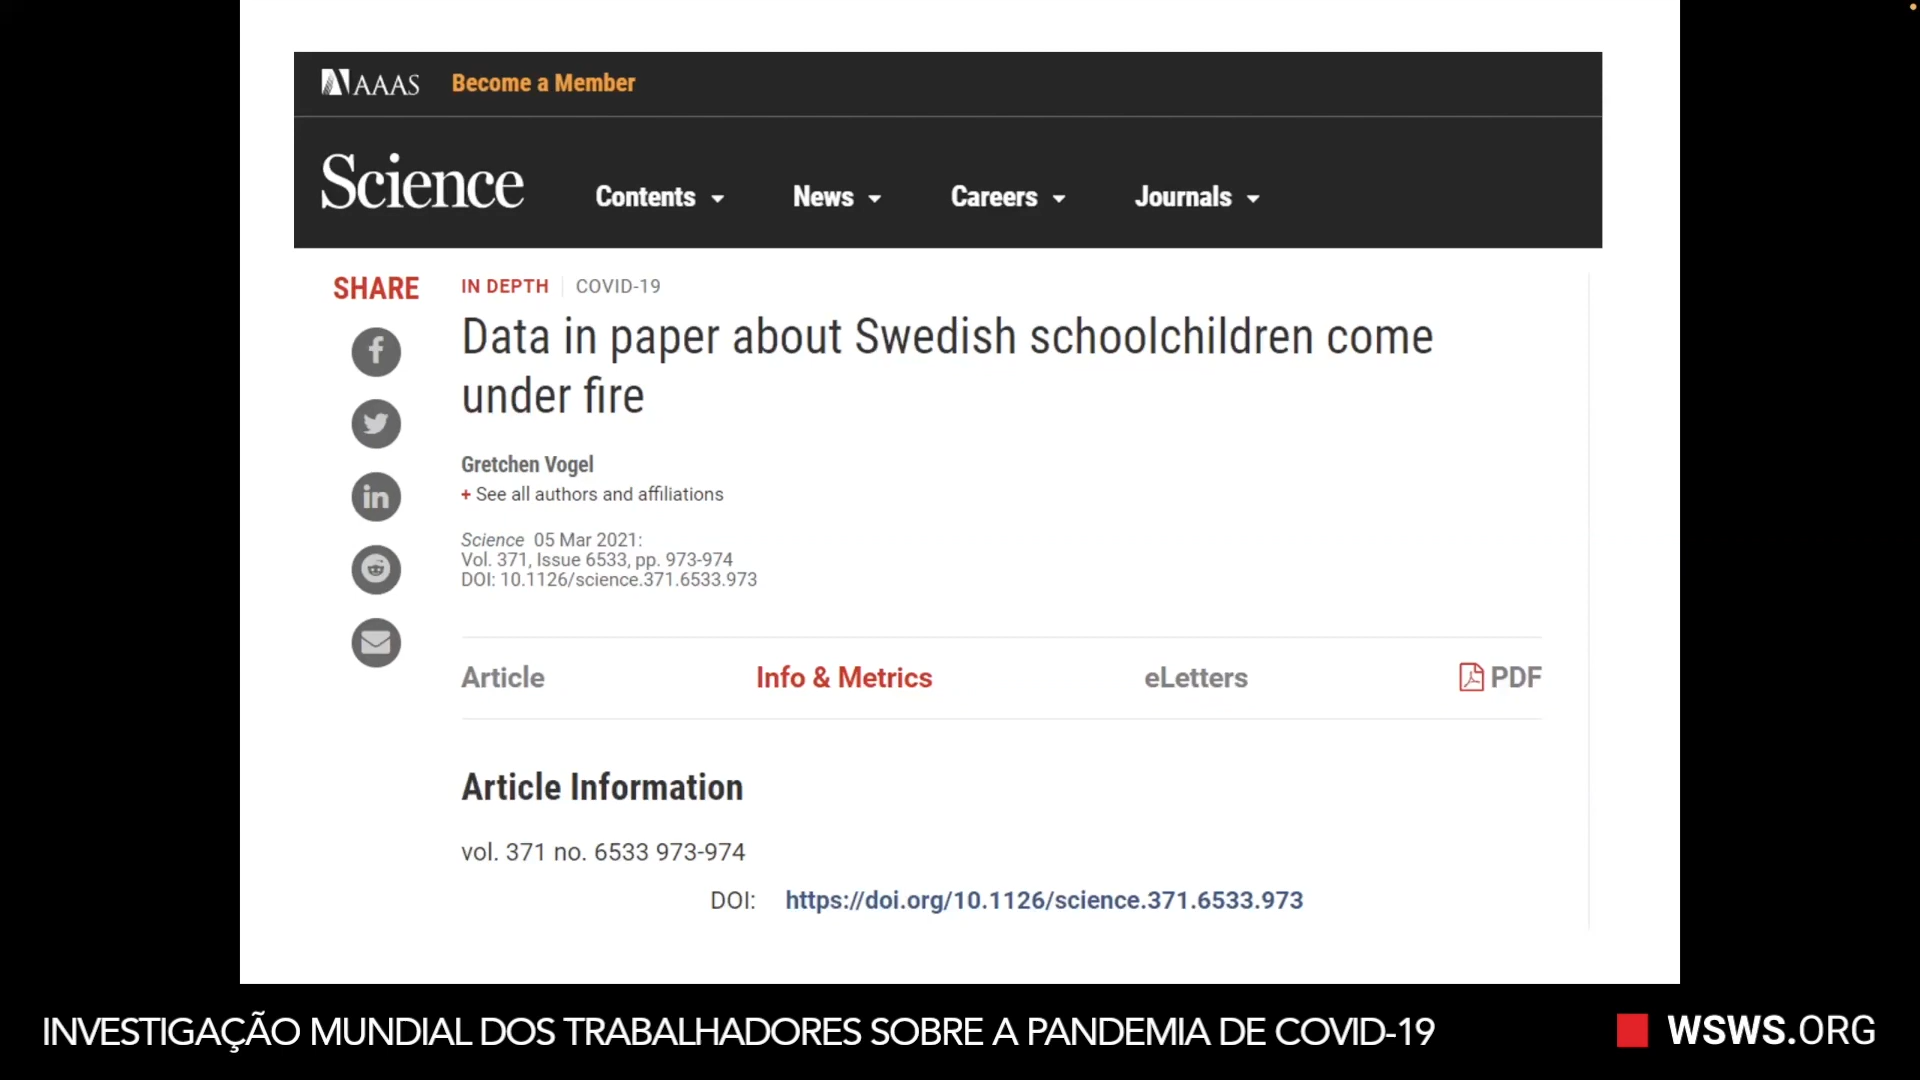 AAAS Become a Member
Science Contents News Careers Journals
SHARE
IN DEPTH COVID-19
Data in paper about Swedish schoolchildren come
under fire
Gretchen Vogel
+ See all authors and affiliations
Science 05 Mar 2021:
Vol. 371, Issue 6533, pp. 973-974
DOI: 10.1126/science.371.6533.973
Article Info & Metrics eLetters PDF
Article Information
vol. 371 no. 6533 973-974
DOI: https://doi.org/10.1126/science.371.6533.973
INVESTIGAÇÃO MUNDIAL DOS TRABALHADORES SOBRE A PANDEMIA DE COVID-19
WSWS.ORG